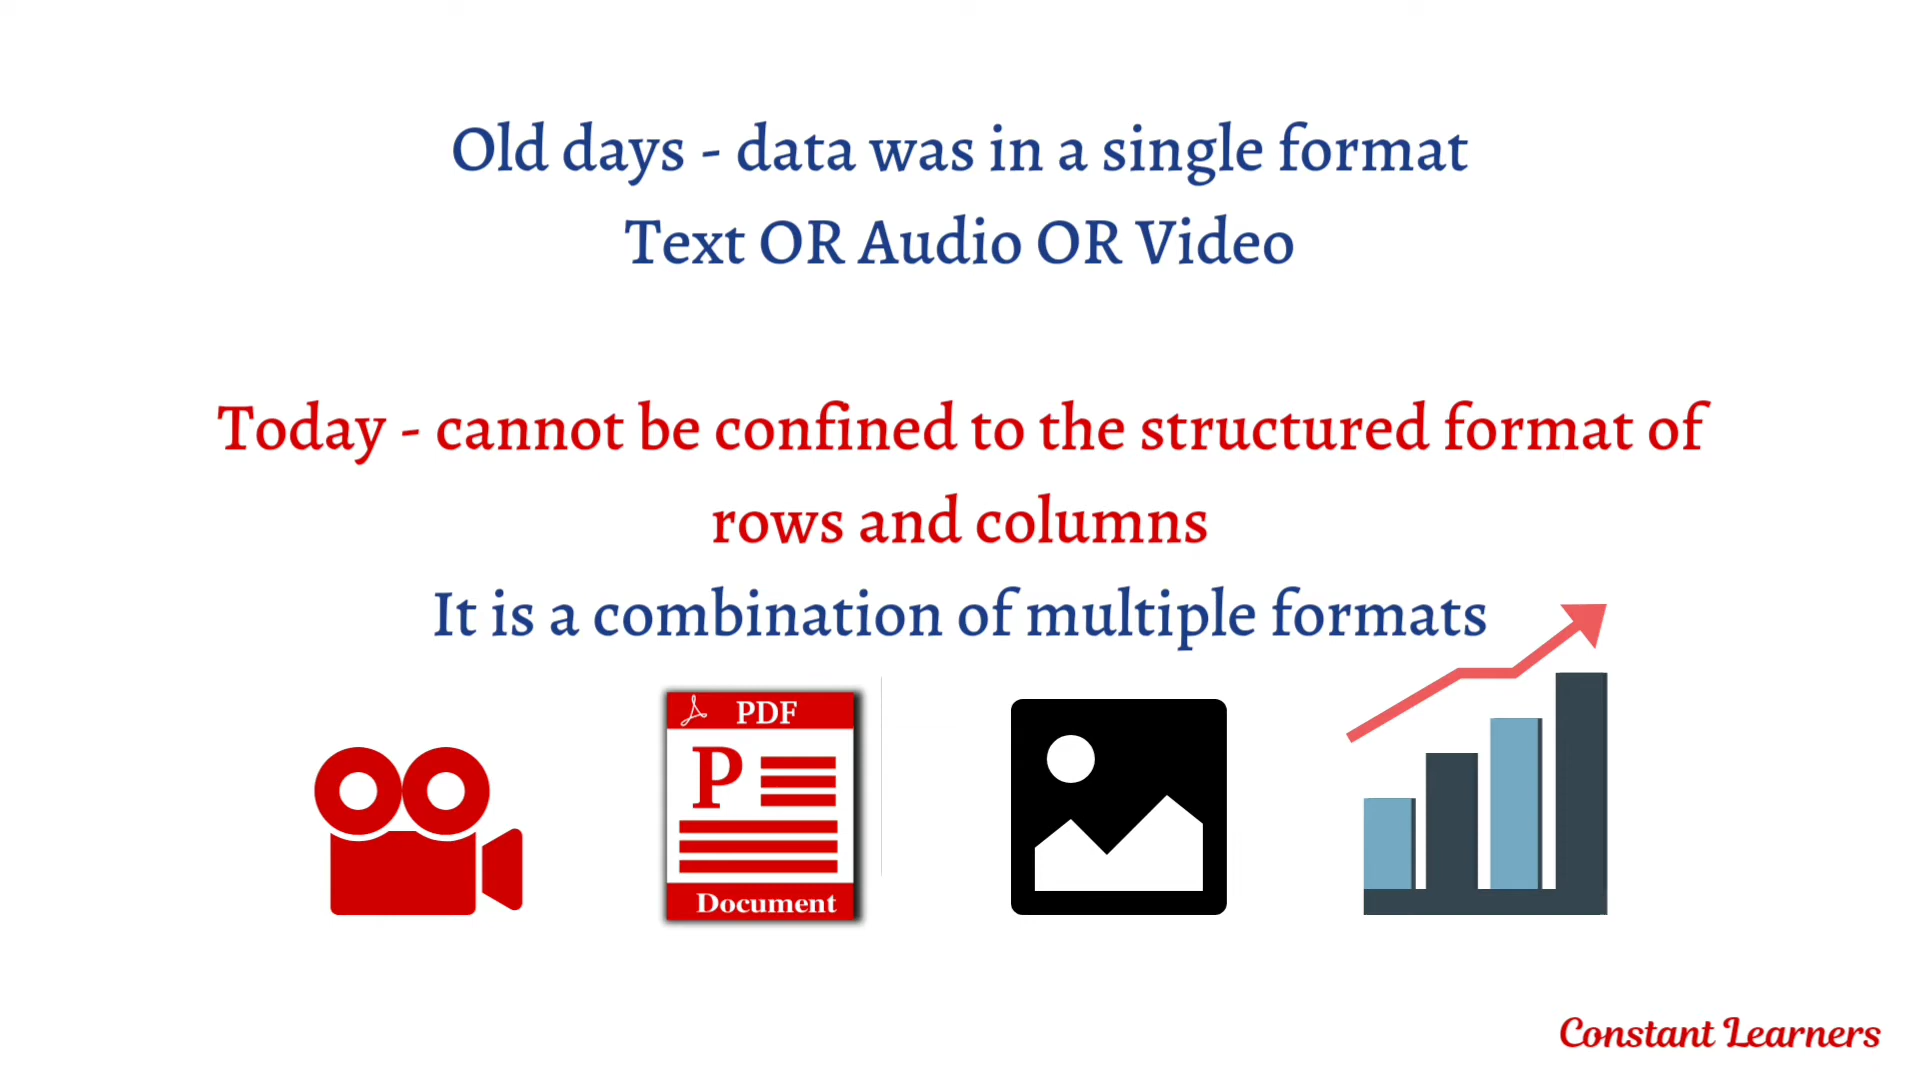 Old days - data was in a single format
Text OR Audio OR Video
Today - cannot be confined to the structured format of
rows and columns
It is a combination of multiple formats
PDF
P
Document
Constant Learners